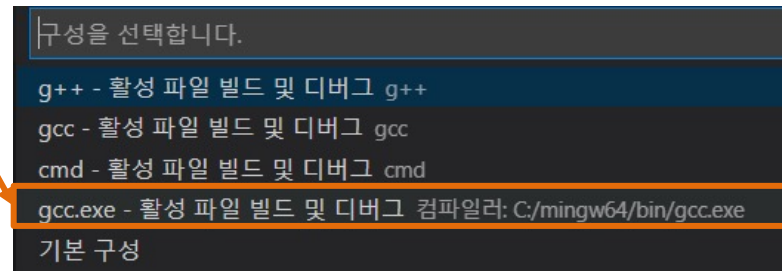 구성을 선택합니다.
g++ - 활성 파일 빌드 및 디버그 g++
gcc - 활성 파일 빌드 및 디버그 gcc
cmd - 활성 파일 빌드 및 디버그 cmd
gcc.exe - 활성 파일 빌드 및 디버그 컴파일러: C:/mingw64/bin/gcc.exe
기본 구성